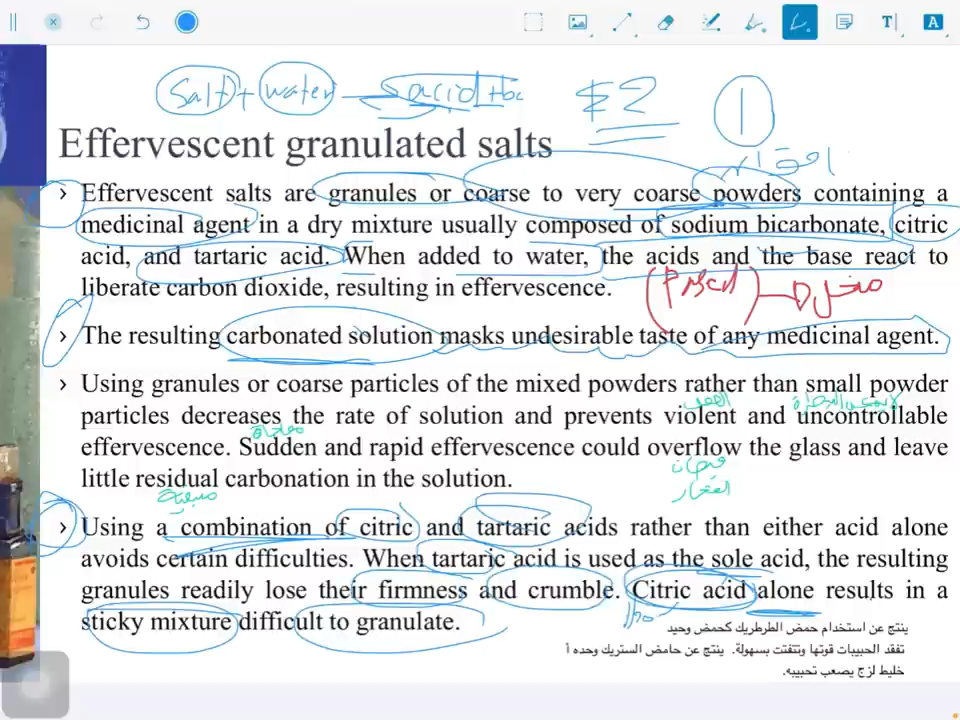 Salt + water acid + ba
$2
1
Effervescent granulated salts
› Effervescent salts are granules or coarse to very coarse powders containing a
medicinal agent in a dry mixture usually composed of sodium bicarbonate, citric
acid, and tartaric acid. When added to water, the acids and the base react to
liberate carbon dioxide, resulting in effervescence.
› The resulting carbonated solution masks undesirable taste of any medicinal agent.
› Using granules or coarse particles of the mixed powders rather than small powder
particles decreases the rate of solution and prevents violent and uncontrollable
العنف
effervescence. Sudden and rapid effervescence could overflow the glass and leave
مفاجأة
little residual carbonation in the solution.
› Using a combination of citric and tartaric acids rather than either acid alone
avoids certain difficulties. When tartaric acid is used as the sole acid, the resulting
granules readily lose their firmness and crumble. Citric acid alone results in a
sticky mixture difficult to granulate.
ينتج عن استخدام حمض الطرطريك كحمض وحيد
تفقد الحبيبات قوتها وتتفتت بسهولة. ينتج عن حامض الستريك وحده أ
خليط لزج يصعب تحبيبه.